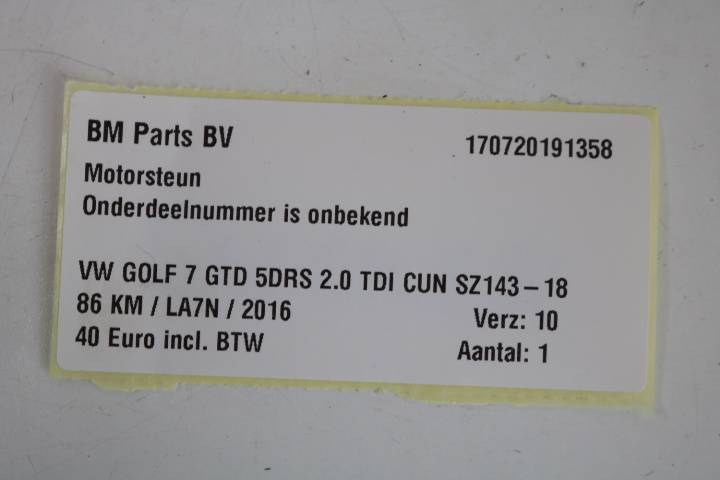 BM Parts BV 170720191358
Motorsteun
Onderdeelnummer is onbekend
VW GOLF 7 GTD 5DRS 2.0 TDI CUN SZ143-18
86 KM / LA7N / 2016 Verz: 10
40 Euro incl. BTW Aantal: 1